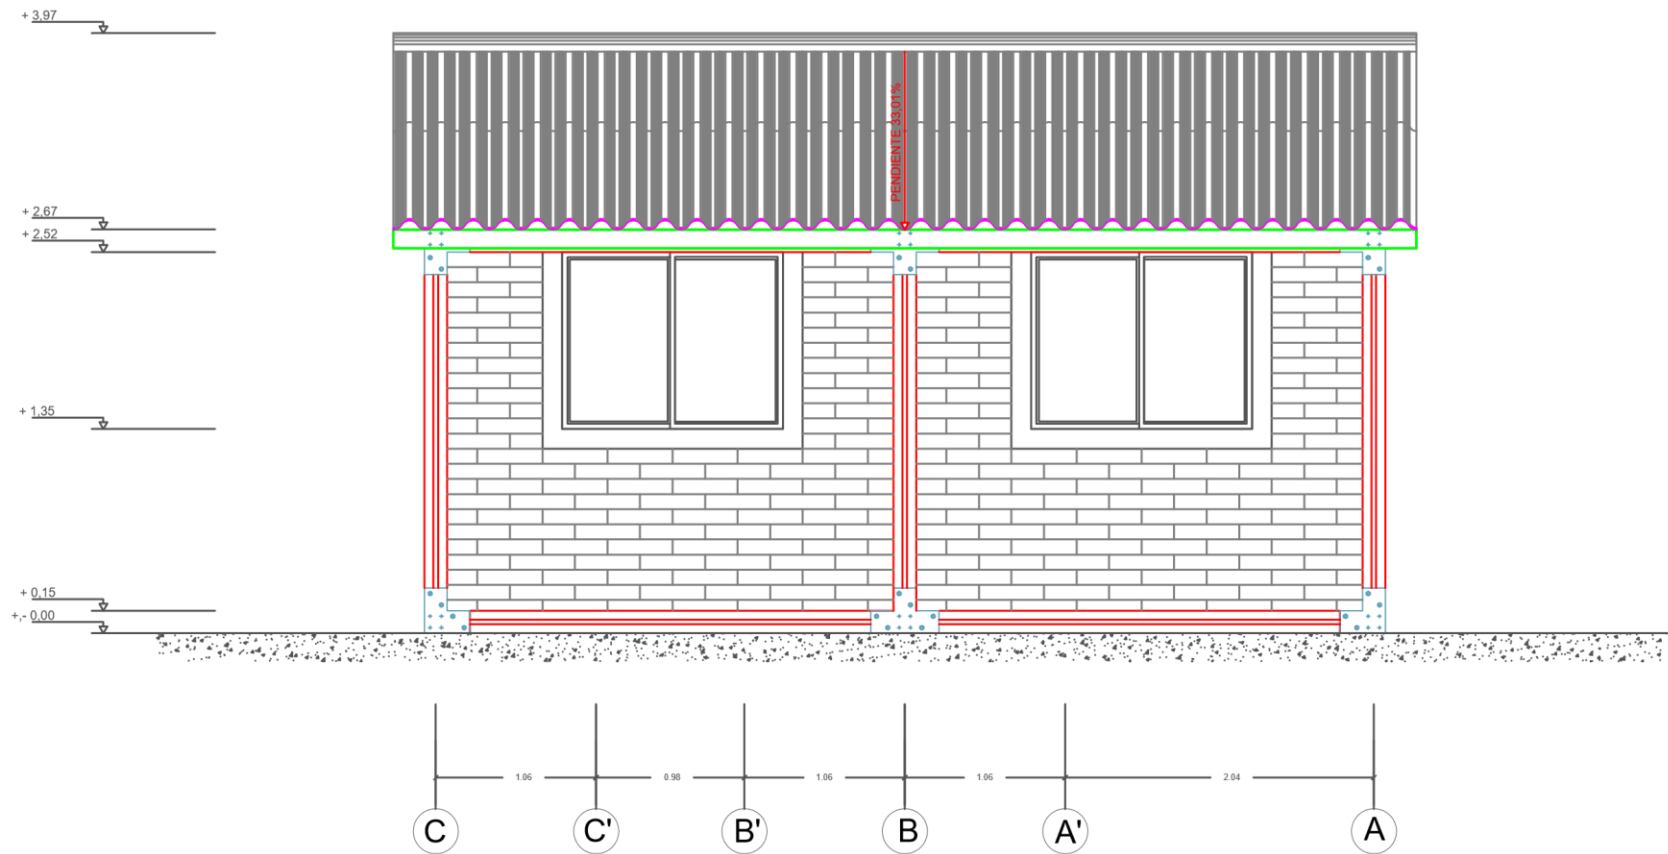 + 3,97
PENDIENTE 33,01%
+ 2,67
+ 2,52
+ 1,35
+ 0,15
+,- 0,00
1.06 0.98 1.06 1.06 2.04
C C' B' B A' A